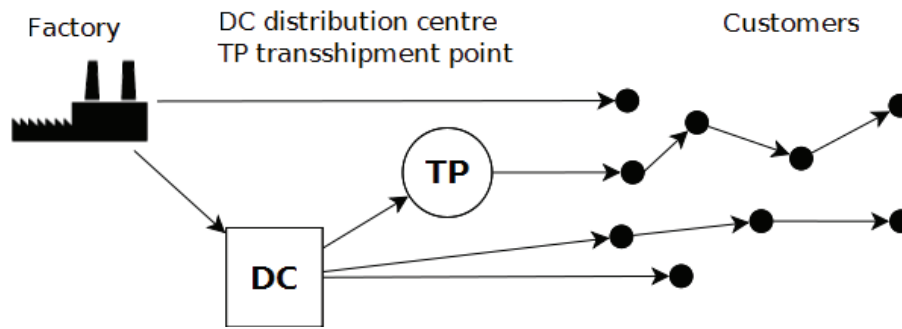 Factory
DC distribution centre
TP transshipment point
Customers
TP
DC